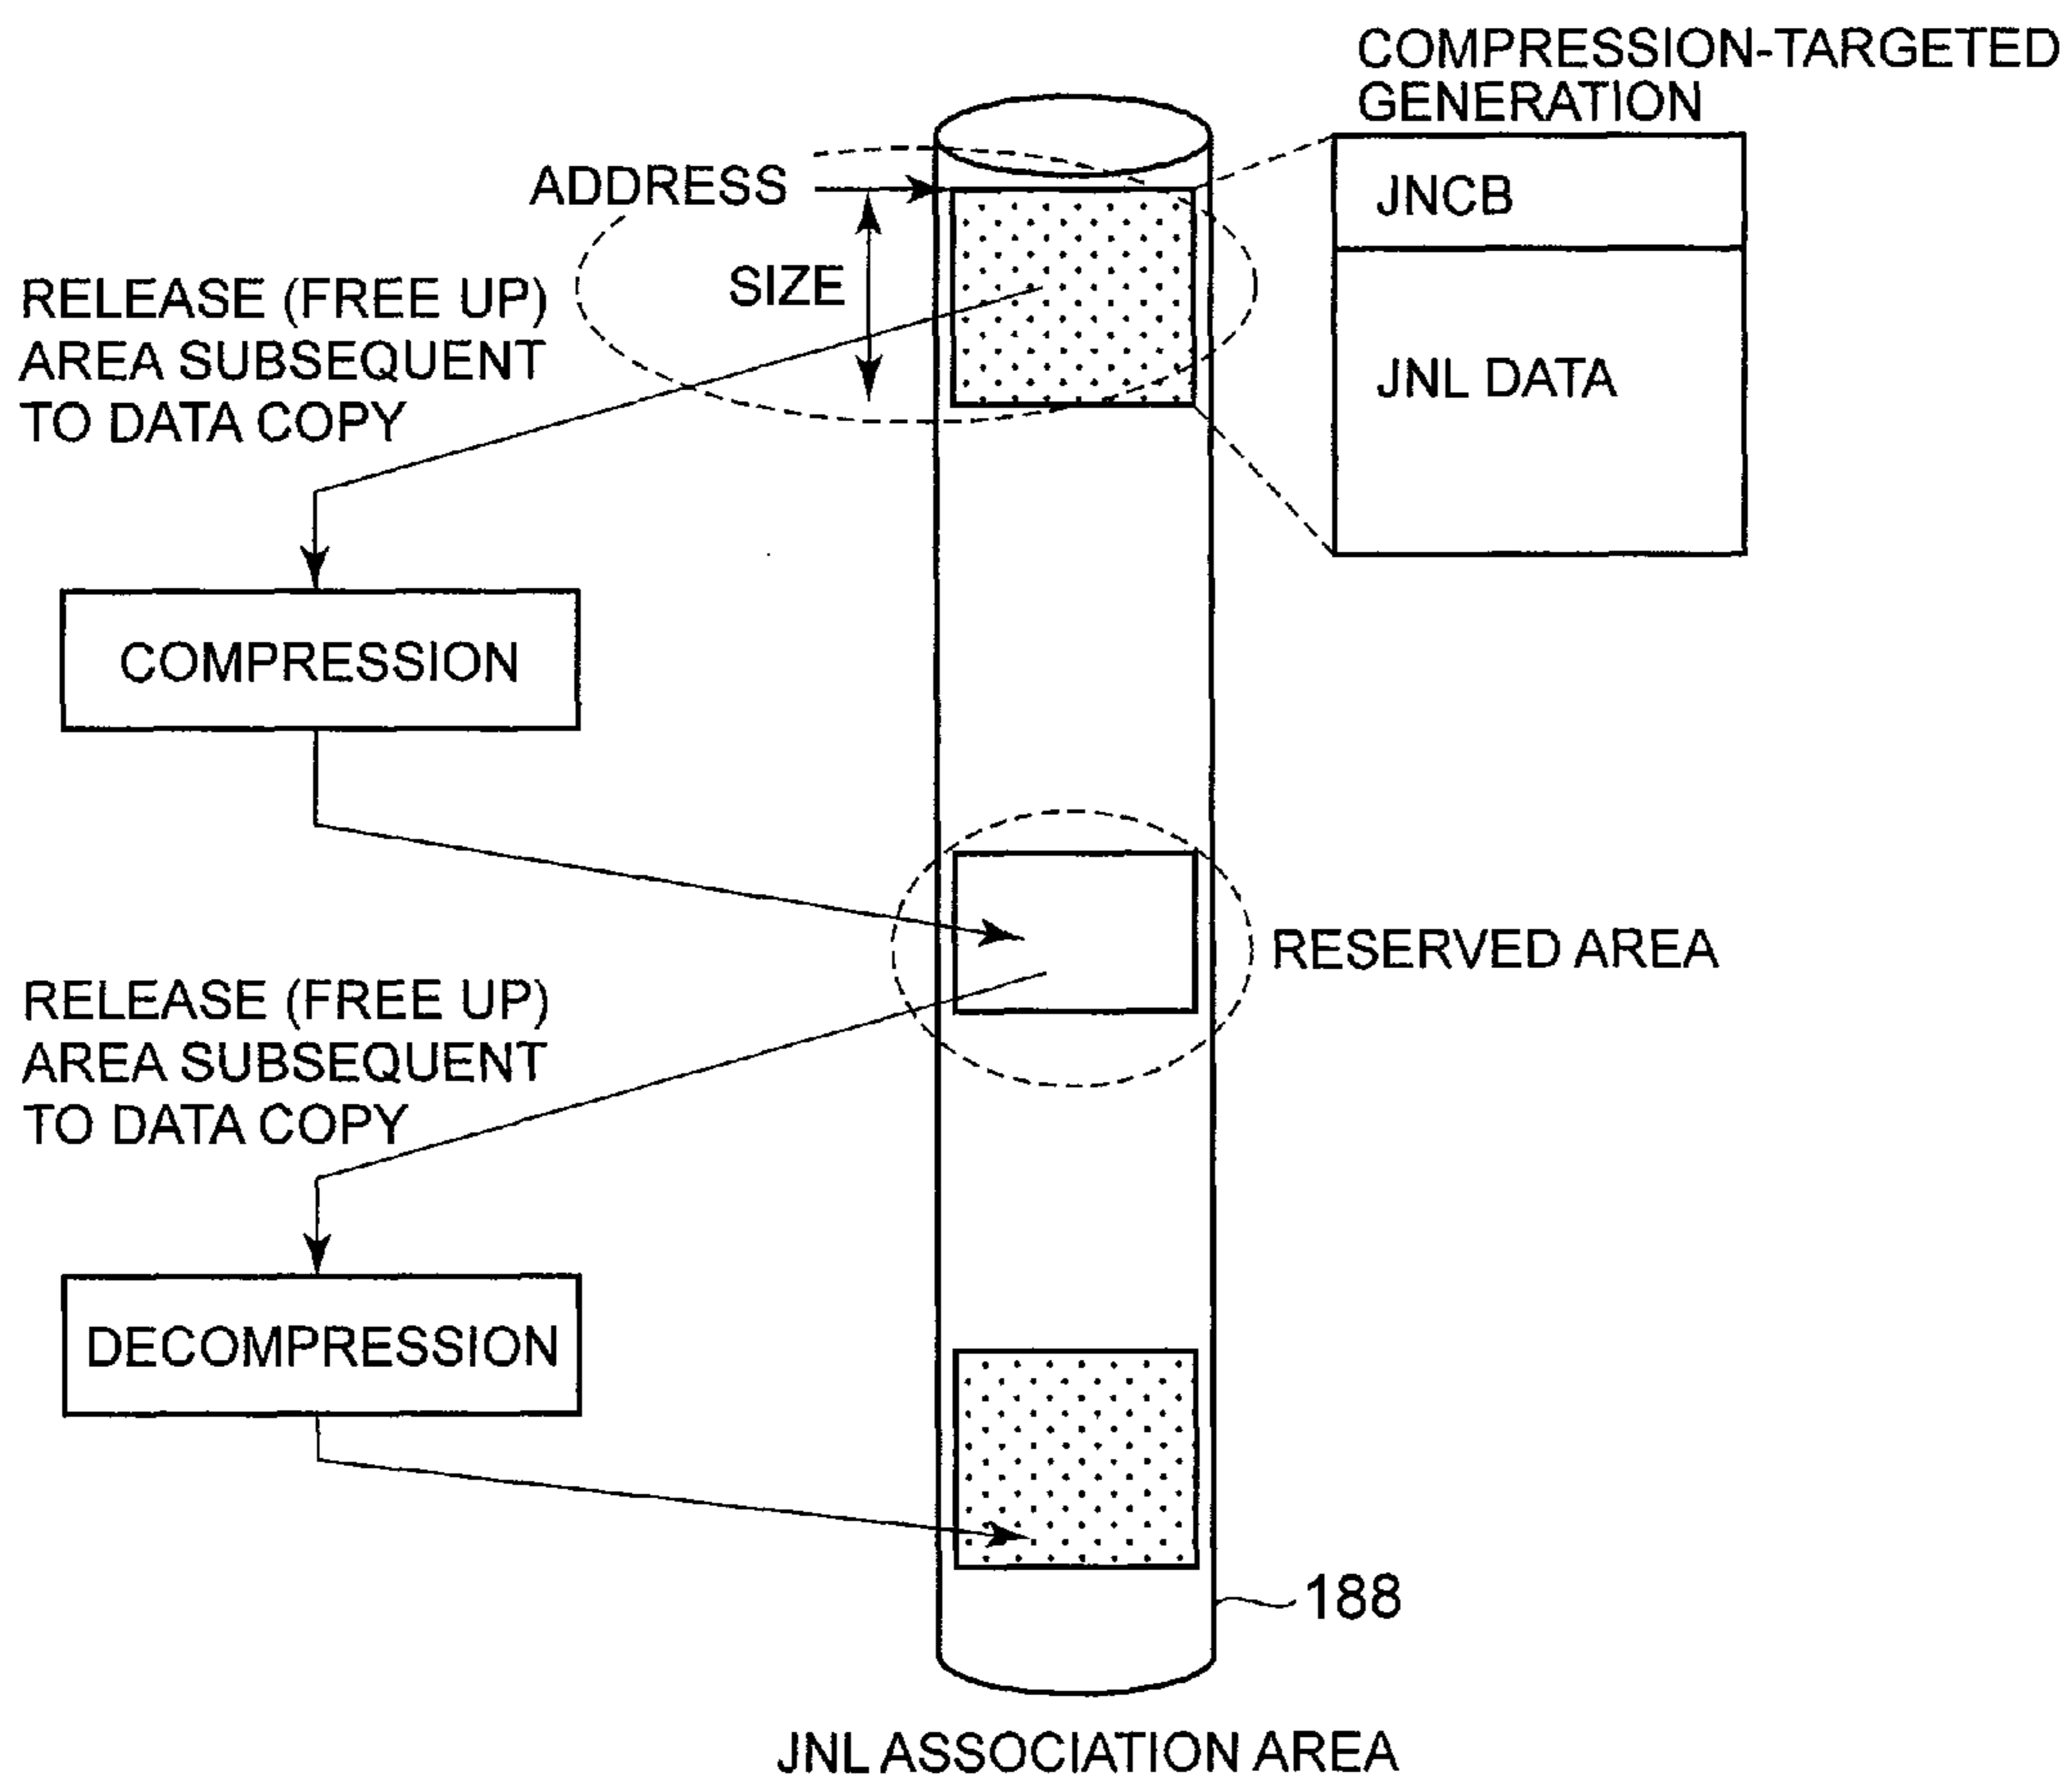 COMPRESSION-TARGETED
GENERATION
ADDRESS
JNCB
SIZE
RELEASE (FREE UP)
AREA SUBSEQUENT
TO DATA COPY
JNL DATA
COMPRESSION
RESERVED AREA
RELEASE (FREE UP)
AREA SUBSEQUENT
TO DATA COPY
DECOMPRESSION
188
JNL ASSOCIATION AREA